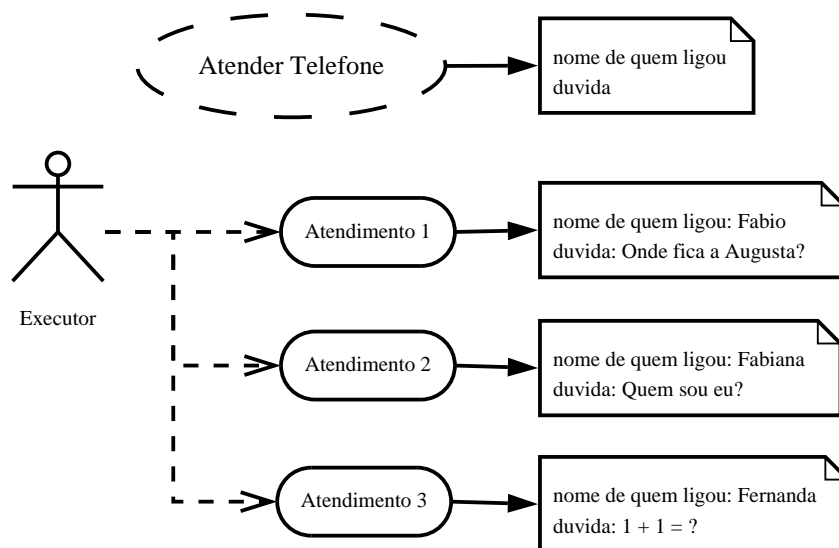 Atender Telefone
nome de quem ligou
duvida
Executor
Atendimento 1
nome de quem ligou: Fabio
duvida: Onde fica a Augusta?
Atendimento 2
nome de quem ligou: Fabiana
duvida: Quem sou eu?
Atendimento 3
nome de quem ligou: Fernanda
duvida: 1 + 1 = ?